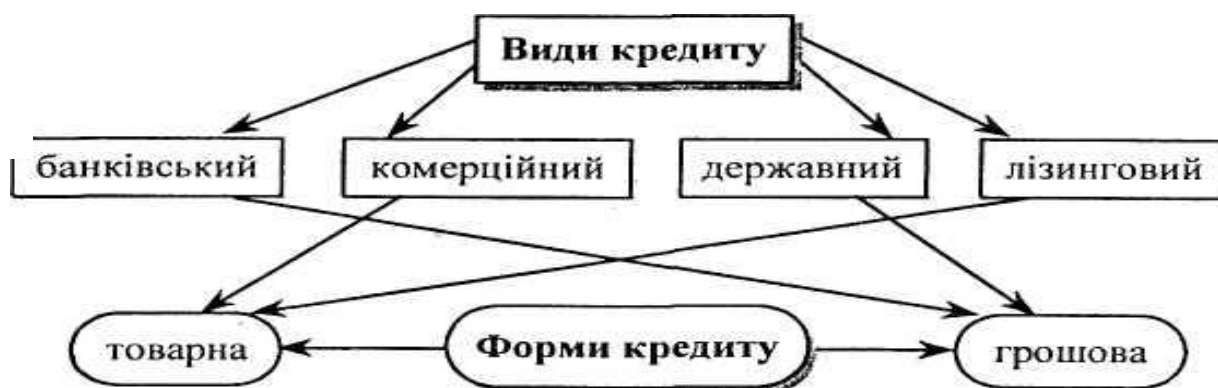 Види кредиту
банківський
комерційний
державний
лізинговий
товарна
Форми кредиту
грошова